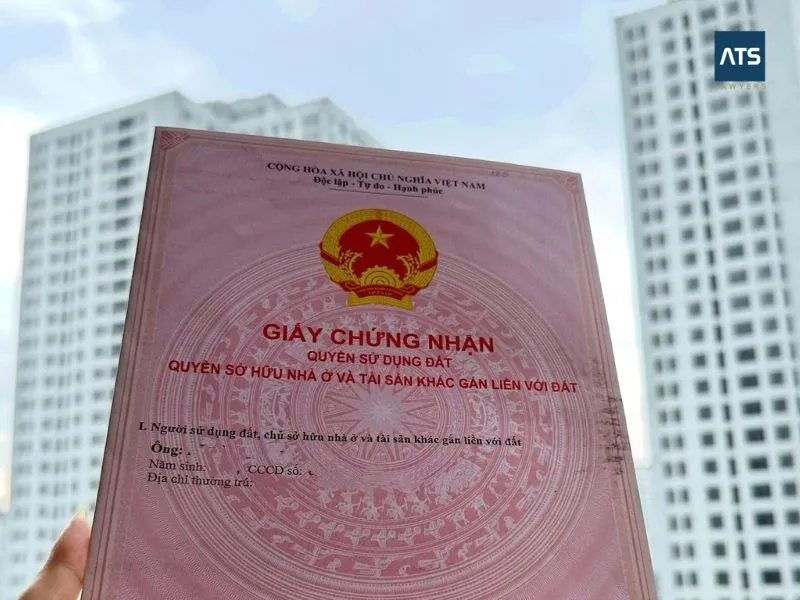 ATS
LAWYERS
CỘNG HÒA XÃ HỘI CHỦ NGHĨA VIỆT NAM
Độc lập - Tự do - Hạnh phúc
GIẤY CHỨNG NHẬN
QUYỀN SỬ DỤNG ĐẤT
QUYỀN SỞ HỮU NHÀ Ở VÀ TÀI SẢN KHÁC GẮN LIỀN VỚI ĐẤT
I. Người sử dụng đất, chủ sở hữu nhà ở và tài sản khác gắn liền với đất
Ông:
Năm sinh: , CCCD số:
Địa chỉ thường trú: